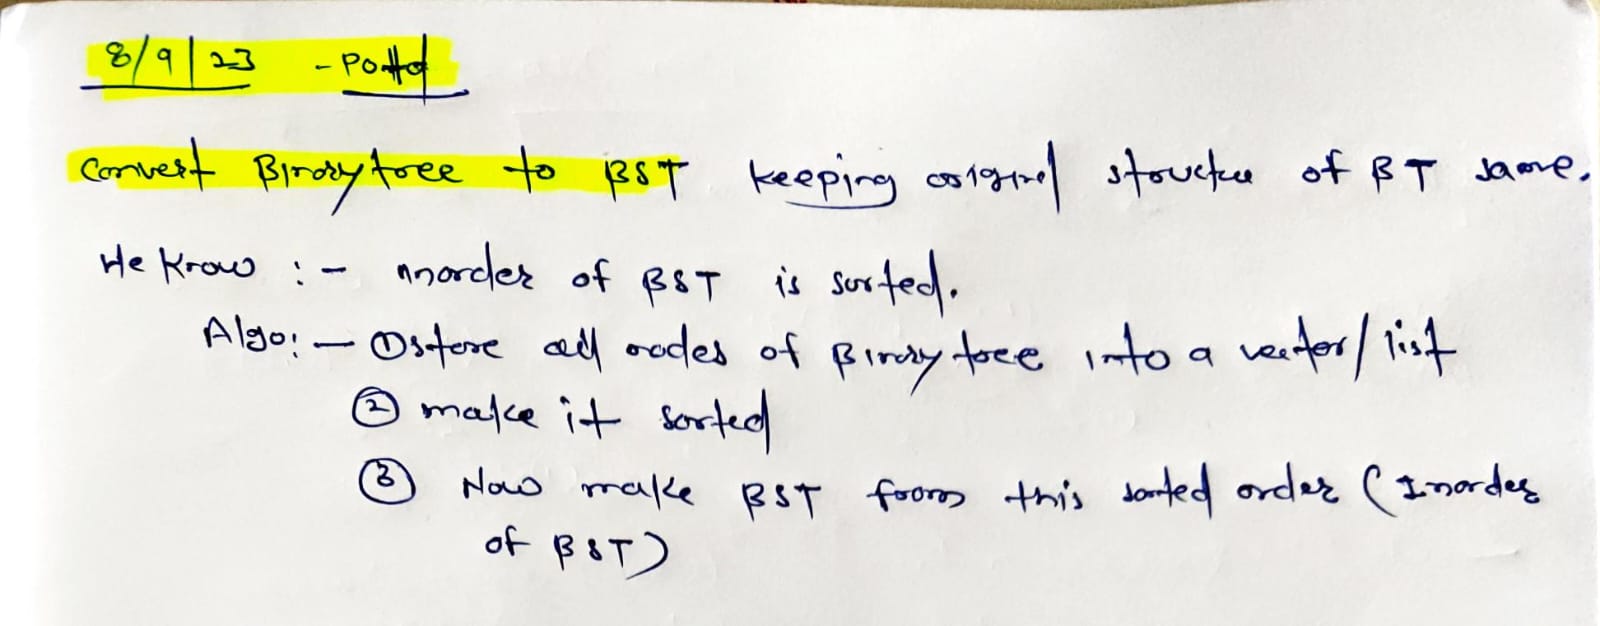 8/9/23 - POTD
Convert Binary tree to BST keeping original structure of BT same.
We Know :- inorder of BST is sorted.
Algo:- ① store all nodes of Binary tree into a vector/list
② make it sorted
③ Now make BST from this sorted order (Inorder
of BST)